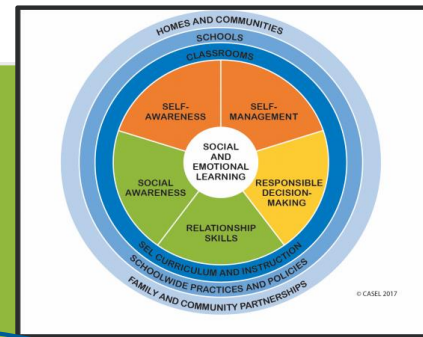 HOMES AND COMMUNITIES
SCHOOLS
CLASSROOMS
SELF-
AWARENESS
SELF-
MANAGEMENT
SOCIAL
AND
EMOTIONAL
LEARNING
SOCIAL
AWARENESS
RESPONSIBLE
DECISION-
MAKING
RELATIONSHIP
SKILLS
SEL CURRICULUM AND INSTRUCTION
SCHOOLWIDE PRACTICES AND POLICIES
FAMILY AND COMMUNITY PARTNERSHIPS
© CASEL 2017